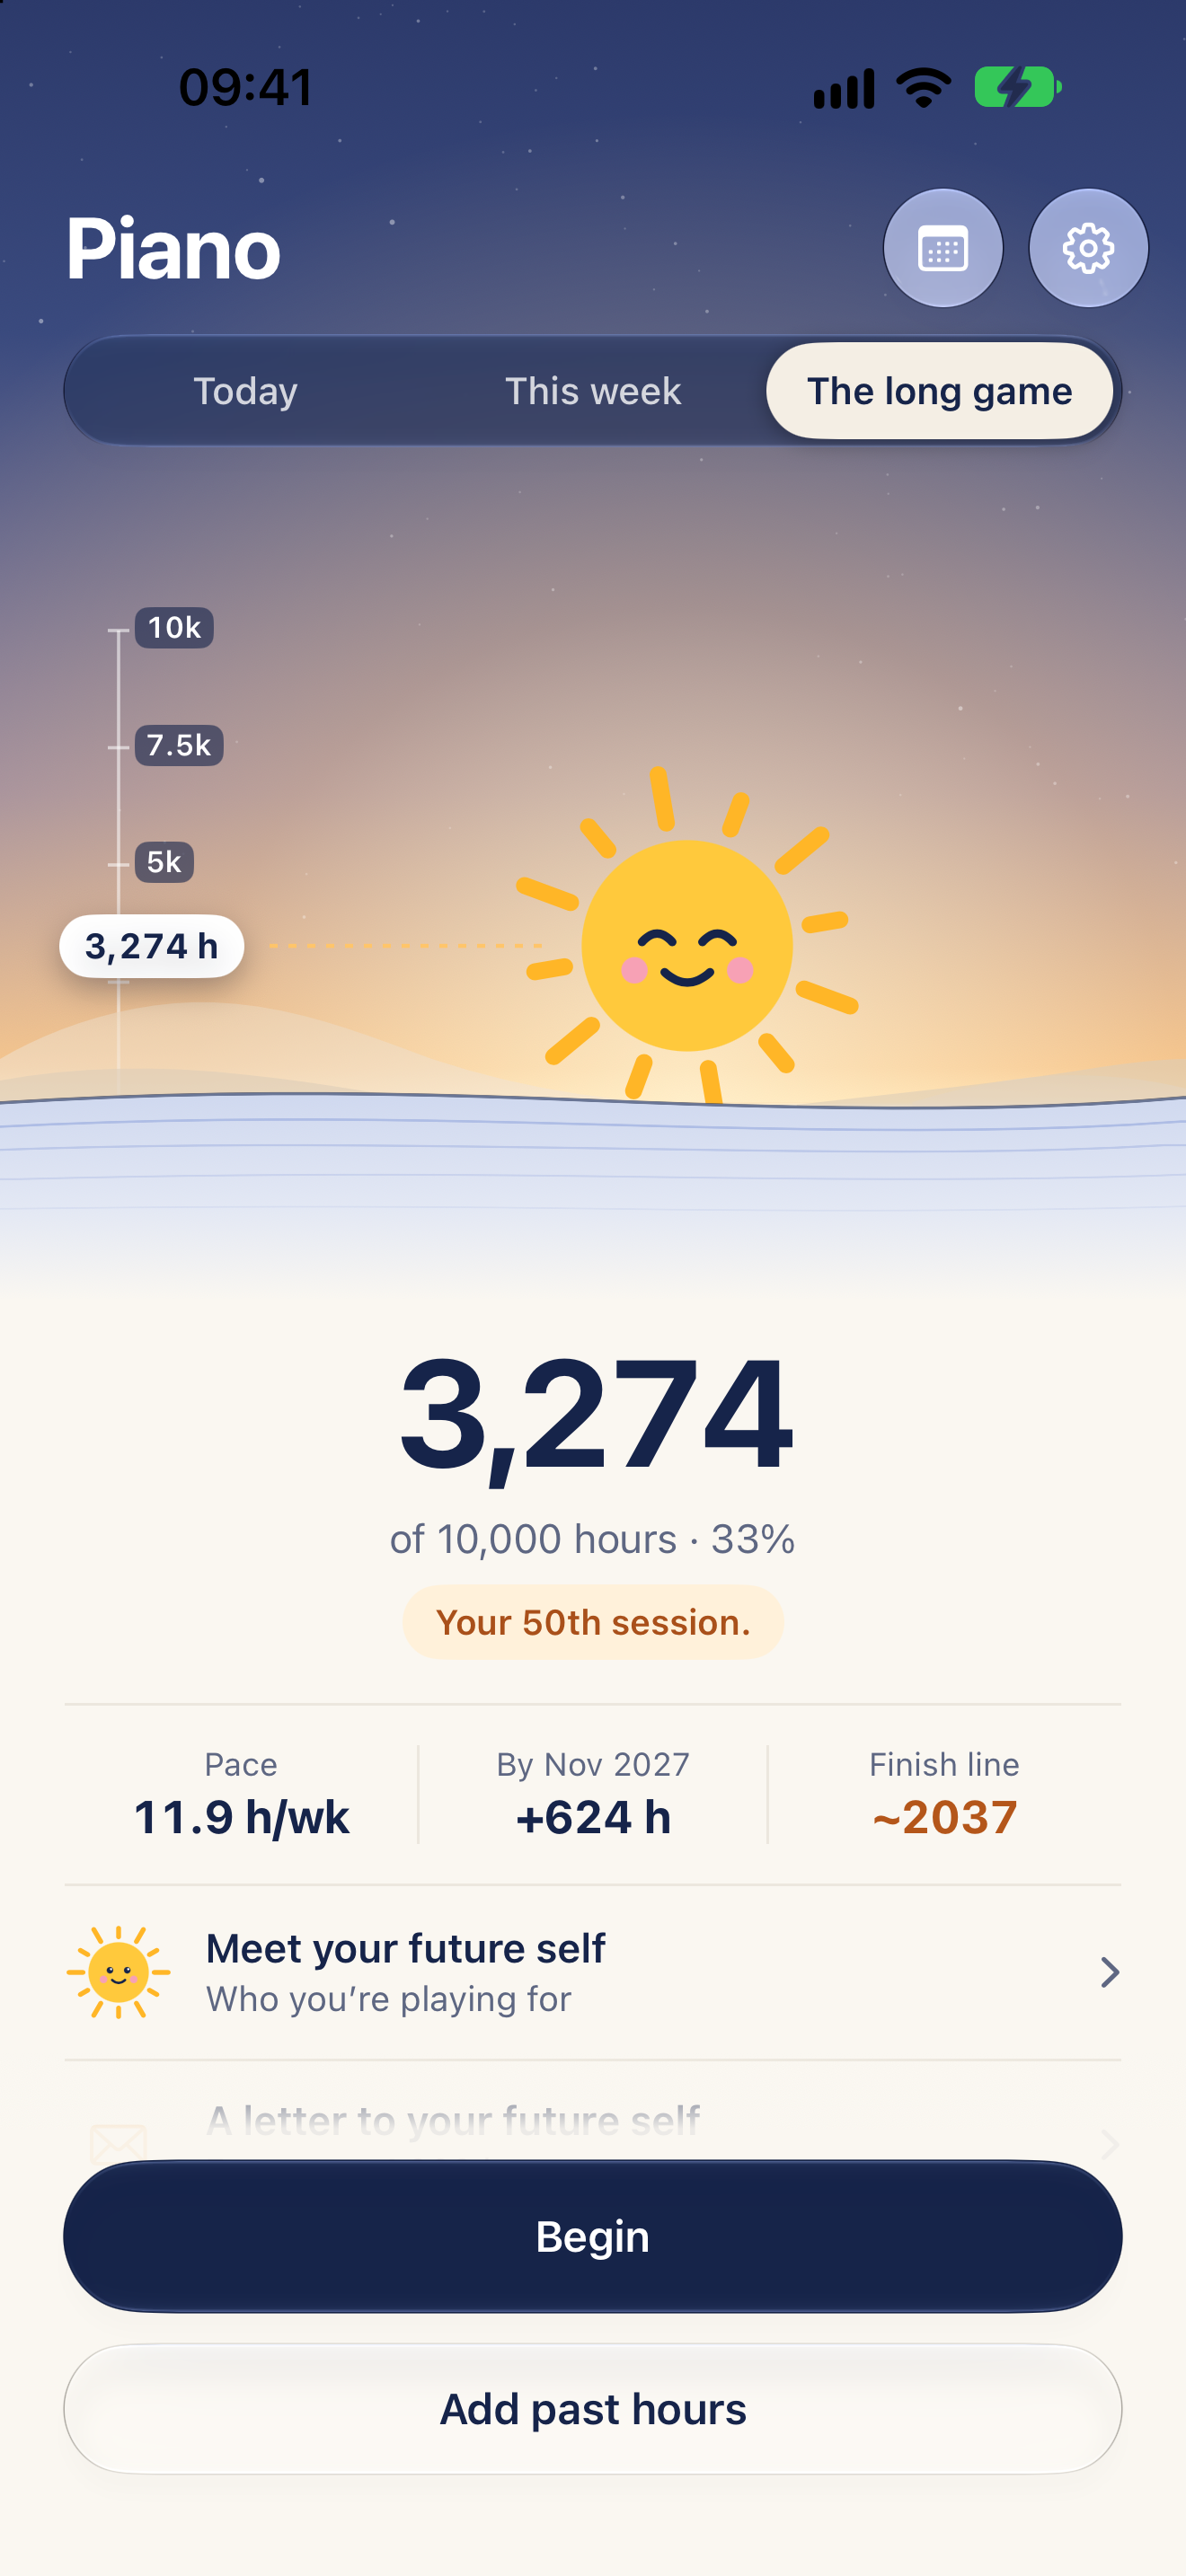 09:41
Piano
Today
This week
The long game
10k
7.5k
5k
3,274 h
3,274
of 10,000 hours · 33%
Your 50th session.
Pace
11.9 h/wk
By Nov 2027
+624 h
Finish line
~2037
Meet your future self
Who you’re playing for
A letter to your future self
Begin
Add past hours